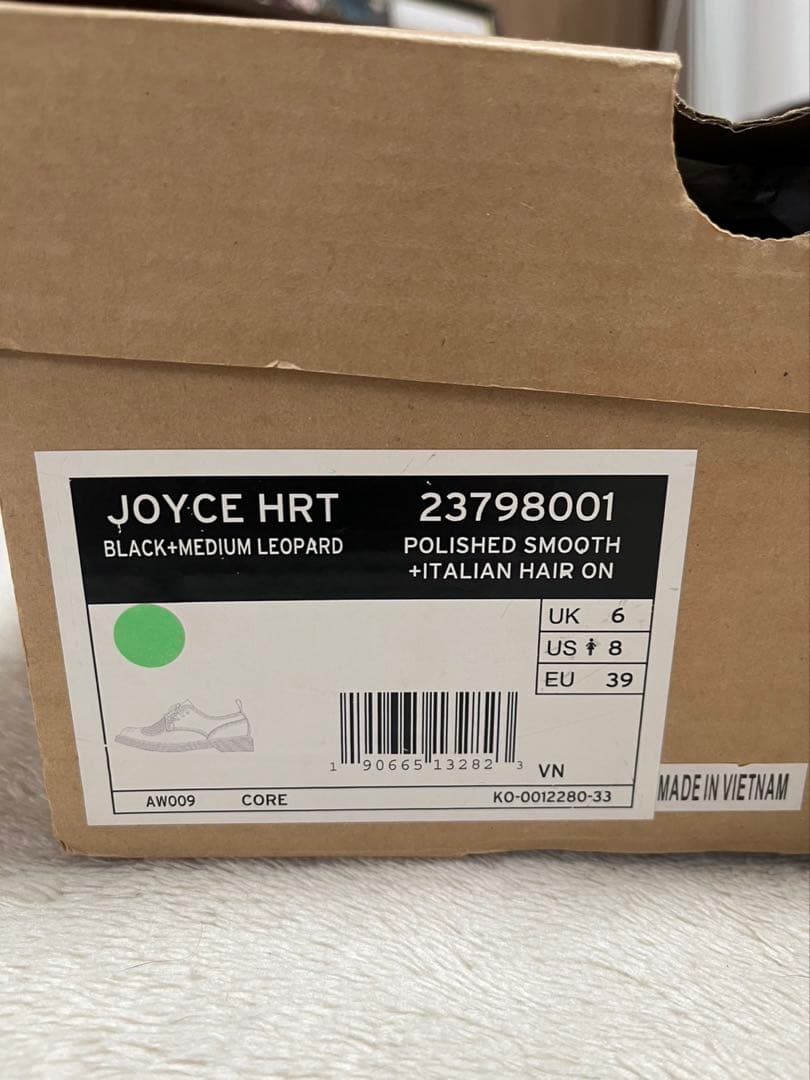 JOYCE HRT 23798001
BLACK+MEDIUM LEOPARD POLISHED SMOOTH
+ITALIAN HAIR ON
UK 6
US 8
EU 39
1 90665 13282 3 VN
AW009 CORE KO-0012280-33
MADE IN VIETNAM